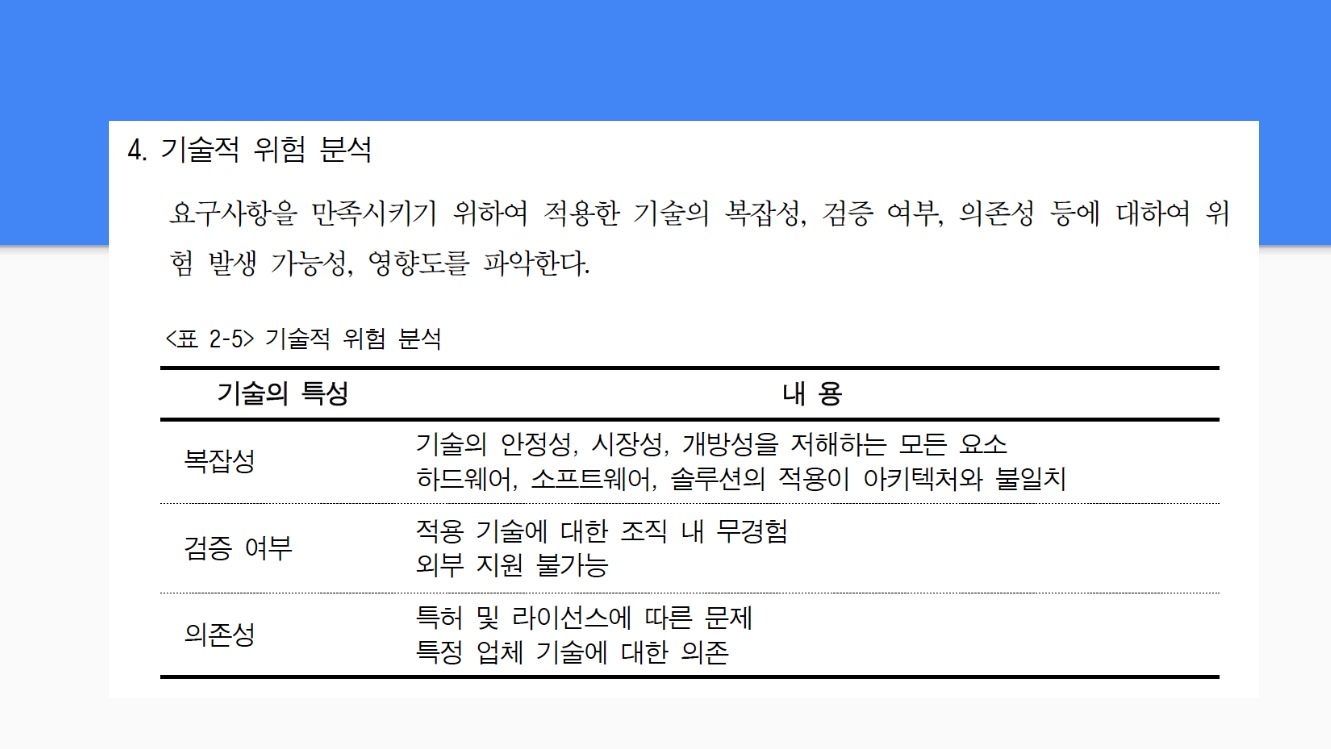 4. 기술적 위험 분석
요구사항을 만족시키기 위하여 적용한 기술의 복잡성, 검증 여부, 의존성 등에 대하여 위
험 발생 가능성, 영향도를 파악한다.
<표 2-5> 기술적 위험 분석
기술의 특성 내 용
복잡성
기술의 안정성, 시장성, 개방성을 저해하는 모든 요소
하드웨어, 소프트웨어, 솔루션의 적용이 아키텍처와 불일치
검증 여부
적용 기술에 대한 조직 내 무경험
외부 지원 불가능
의존성
특허 및 라이선스에 따른 문제
특정 업체 기술에 대한 의존